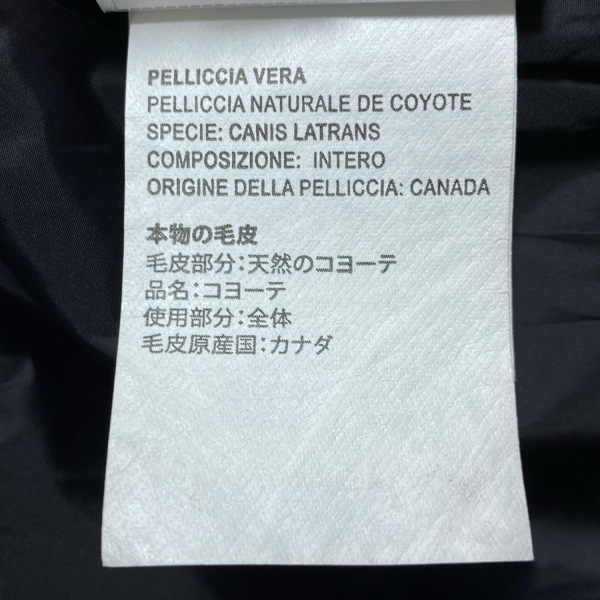 PELLICCIA VERA
PELLICCIA NATURALE DE COYOTE
SPECIE: CANIS LATRANS
COMPOSIZIONE: INTERO
ORIGINE DELLA PELLICCIA: CANADA
本物の毛皮
毛皮部分:天然のコヨーテ
品名:コヨーテ
使用部分:全体
毛皮原産国:カナダ